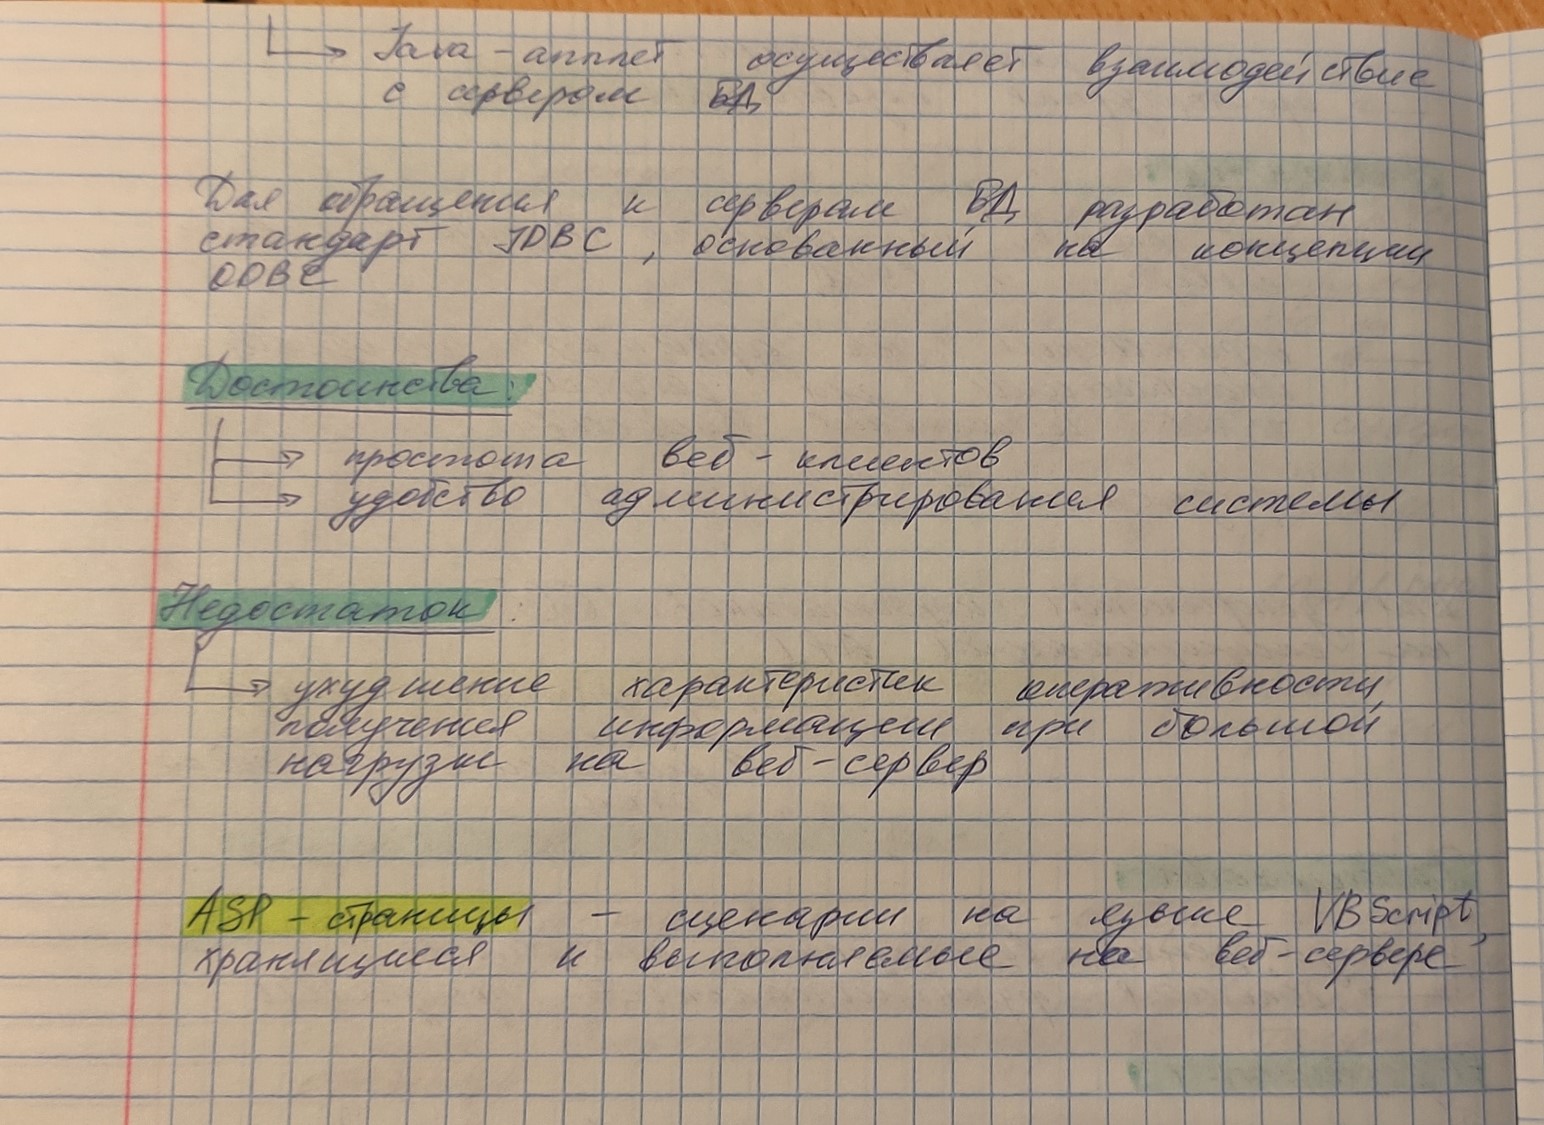 Java-апплет осуществляет взаимодействие
с сервером БД
Для обращения к серверам БД разработан
стандарт JDBC, основанный на концепции
ODBC
Достоинства:
простота веб-клиентов
удобство администрирования системы
Недостаток:
ухудшение характеристик оперативности
получения информации при большой
нагрузке на веб-сервер
ASP-страницы - сценарии на языке VBScript,
хранящиеся и выполняемые на веб-сервере